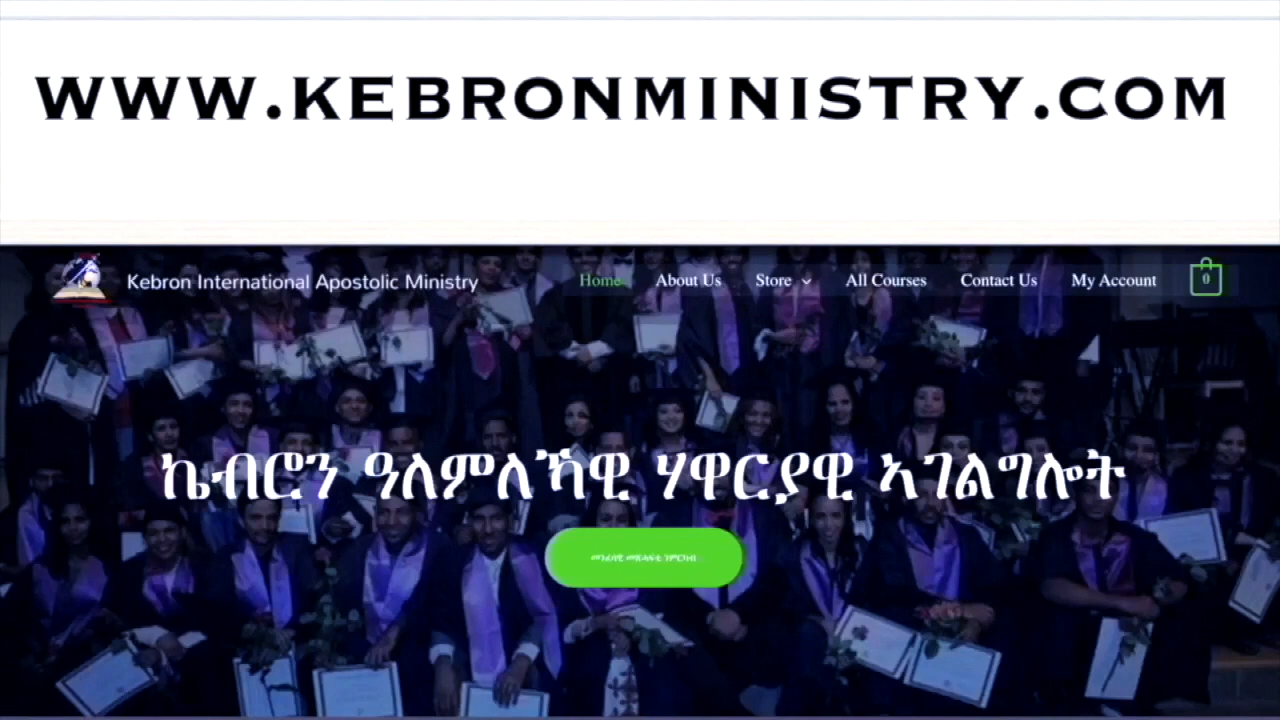 WWW.KEBRONMINISTRY.COM
Kebron International Apostolic Ministry
Home About Us Store All Courses Contact Us My Account 0
ኬብሮን ዓለምለኻዊ ሃዋርያዊ ኣገልግሎት